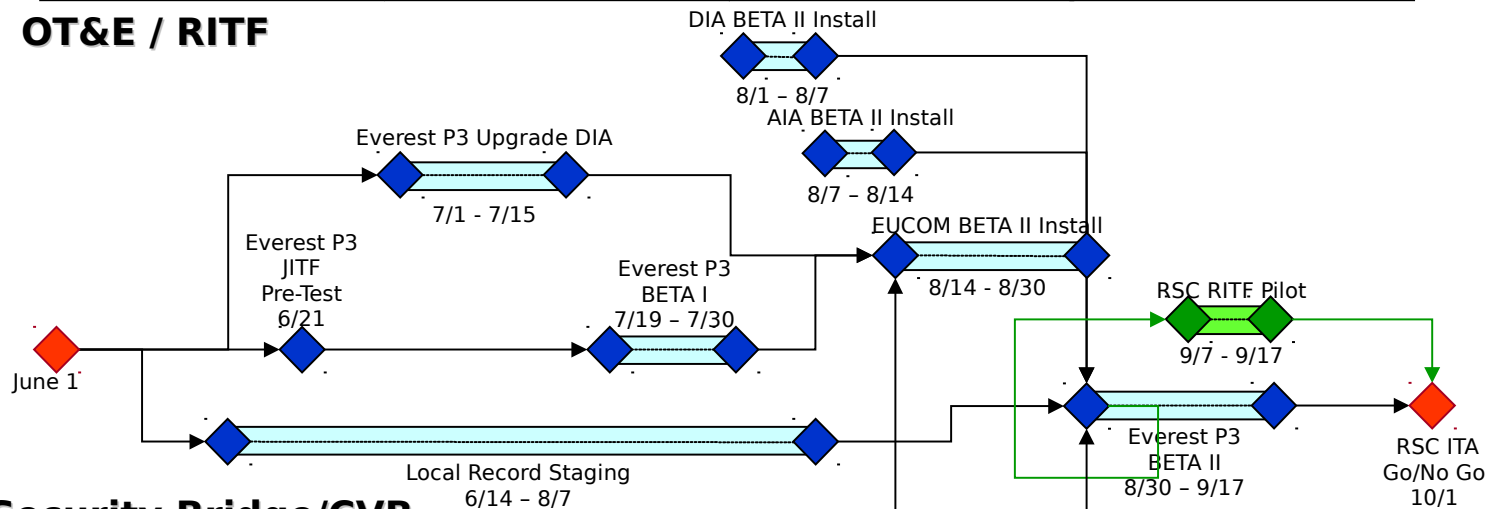 OT&E / RITF
DIA BETA II Install
8/1 – 8/7
AIA BETA II Install
8/7 – 8/14
Everest P3 Upgrade DIA
7/1 - 7/15
EUCOM BETA II Install
8/14 - 8/30
Everest P3
JITF
Pre-Test
6/21
Everest P3
BETA I
7/19 – 7/30
RSC RITF Pilot
9/7 - 9/17
June 1
Everest P3
BETA II
8/30 – 9/17
RSC ITA
Go/No Go
10/1
Local Record Staging
6/14 – 8/7
Security Bridge/CVR